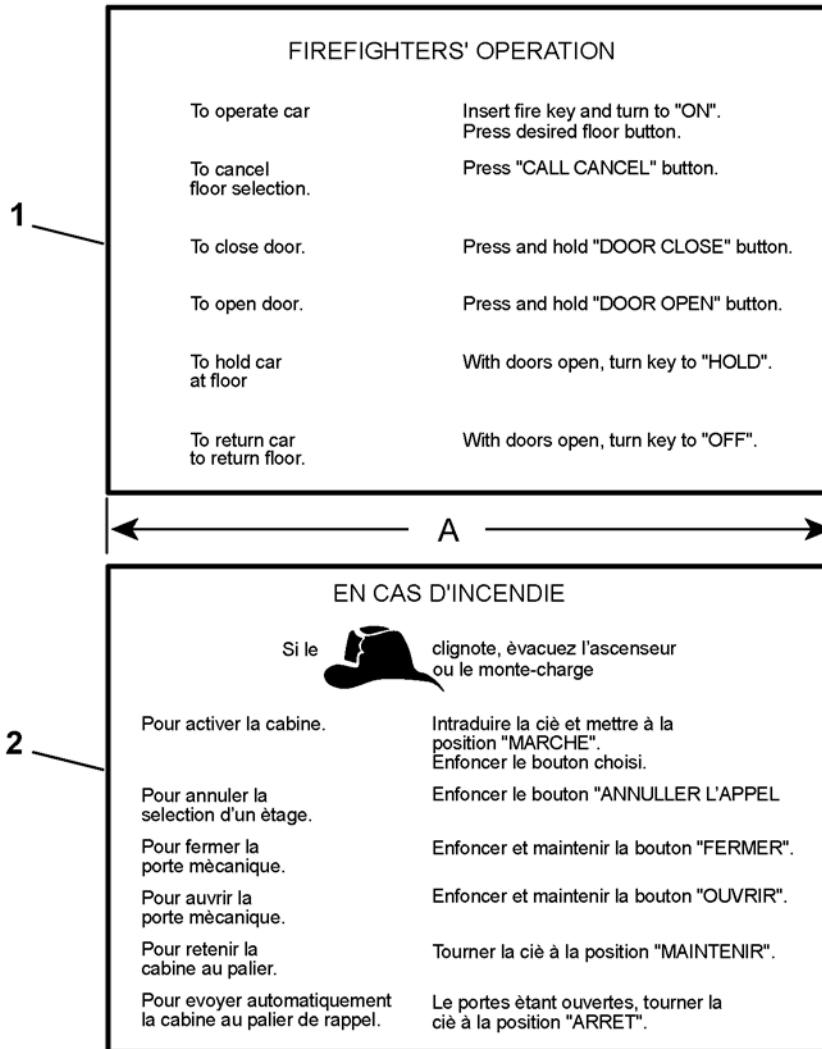 FIREFIGHTERS' OPERATION
To operate car
Insert fire key and turn to "ON".
Press desired floor button.
To cancel
floor selection.
Press "CALL CANCEL" button.
1
To close door.
Press and hold "DOOR CLOSE" button.
To open door.
Press and hold "DOOR OPEN" button.
To hold car
at floor
With doors open, turn key to "HOLD".
To return car
to return floor.
With doors open, turn key to "OFF".
A
EN CAS D'INCENDIE
Si le
clignote, èvacuez l'ascenseur
ou le monte-charge
Pour activer la cabine.
Intraduire la ciè et mettre à la
position "MARCHE".
Enfoncer le bouton choisi.
2
Pour annuler la
selection d'un ètage.
Enfoncer le bouton "ANNULLER L'APPEL
Pour fermer la
porte mècanique.
Enfoncer et maintenir la bouton "FERMER".
Pour auvrir la
porte mècanique.
Enfoncer et maintenir la bouton "OUVRIR".
Pour retenir la
cabine au palier.
Tourner la ciè à la position "MAINTENIR".
Pour evoyer automatiquement
la cabine au palier de rappel.
Le portes ètant ouvertes, tourner la
ciè à la position "ARRET".